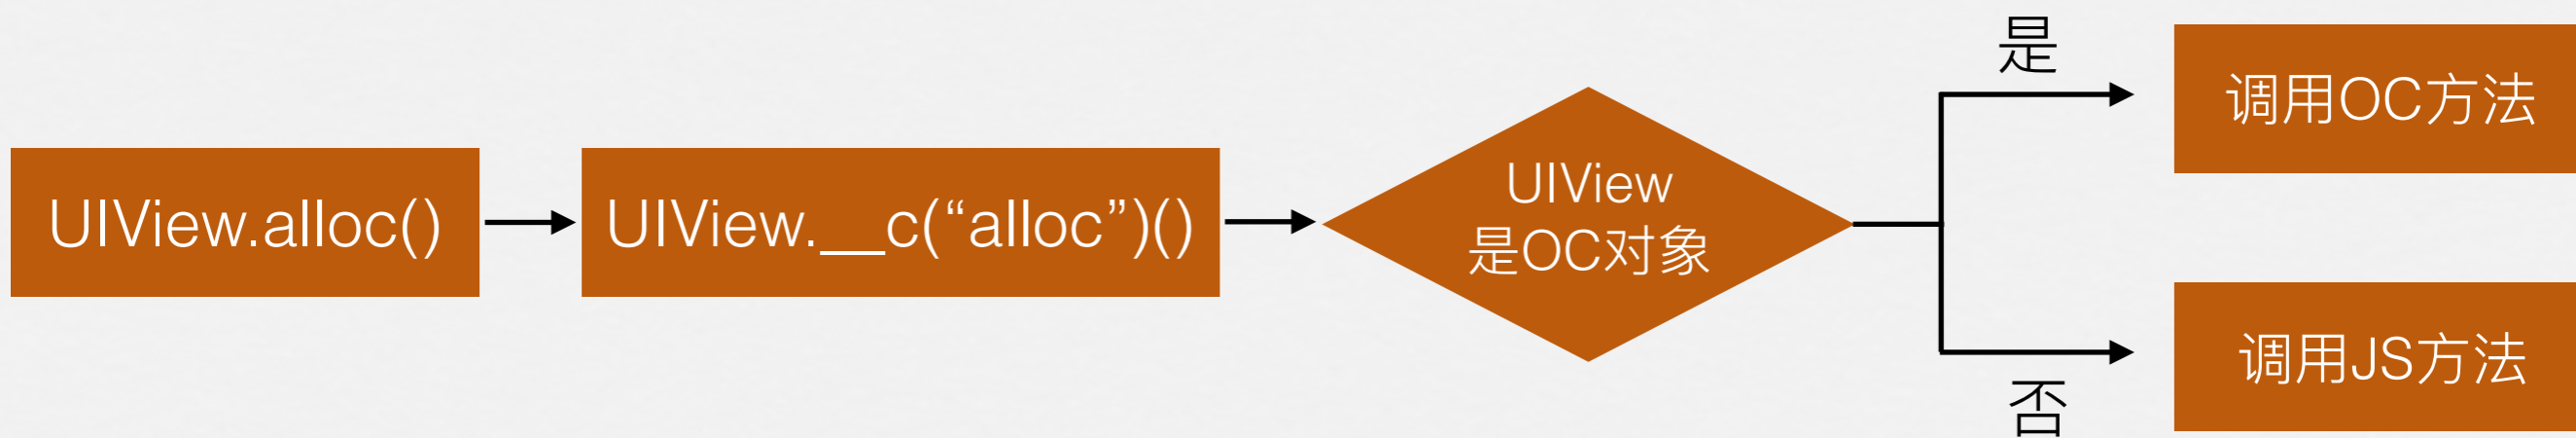 UIView.alloc()
UIView.__c(“alloc”)()
UIView
是OC对象
是
调用OC方法
否
调用JS方法